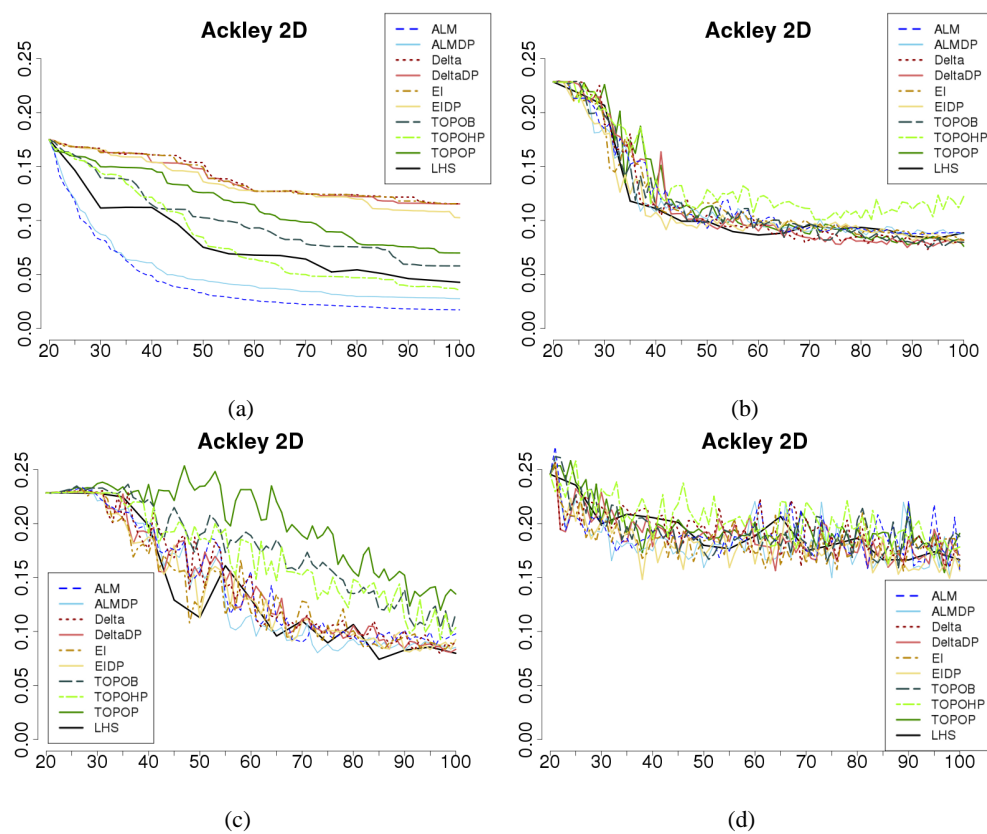 Ackley 2D
ALM
ALMDP
Delta
DeltaDP
EI
EIDP
TOPOB
TOPOHP
TOPOP
LHS
0.25
0.20
0.15
0.10
0.05
0.00
20 30 40 50 60 70 80 90 100
(a)
Ackley 2D
ALM
ALMDP
Delta
DeltaDP
EI
EIDP
TOPOB
TOPOHP
TOPOP
LHS
0.25
0.20
0.15
0.10
0.05
0.00
20 30 40 50 60 70 80 90 100
(b)
Ackley 2D
0.25
0.20
0.15
0.10
0.05
0.00
ALM
ALMDP
Delta
DeltaDP
EI
EIDP
TOPOB
TOPOHP
TOPOP
LHS
20 30 40 50 60 70 80 90 100
(c)
Ackley 2D
0.25
0.20
0.15
0.10
0.05
0.00
ALM
ALMDP
Delta
DeltaDP
EI
EIDP
TOPOB
TOPOHP
TOPOP
LHS
20 30 40 50 60 70 80 90 100
(d)